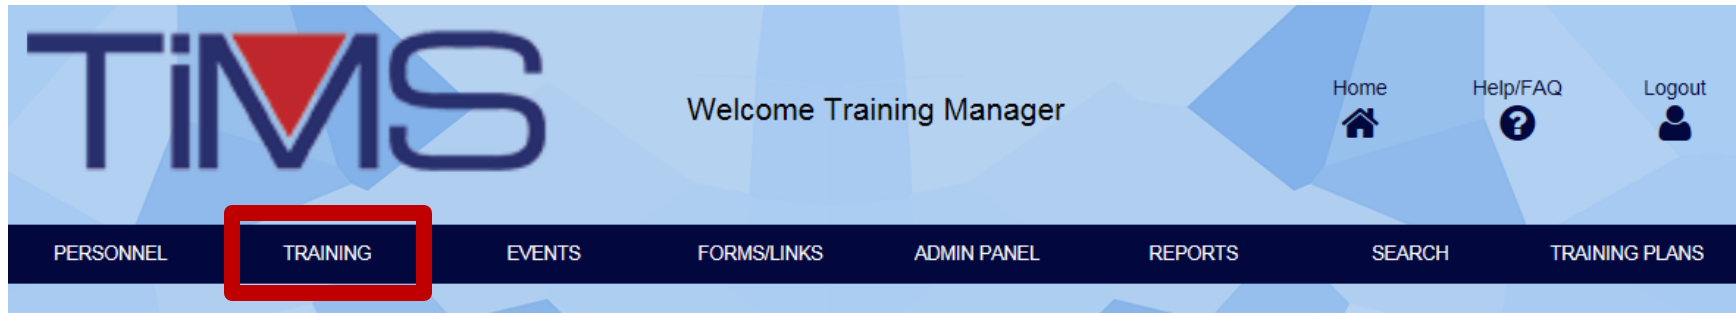 TiMS
Welcome Training Manager
Home Help/FAQ Logout
PERSONNEL TRAINING EVENTS FORMS/LINKS ADMIN PANEL REPORTS SEARCH TRAINING PLANS